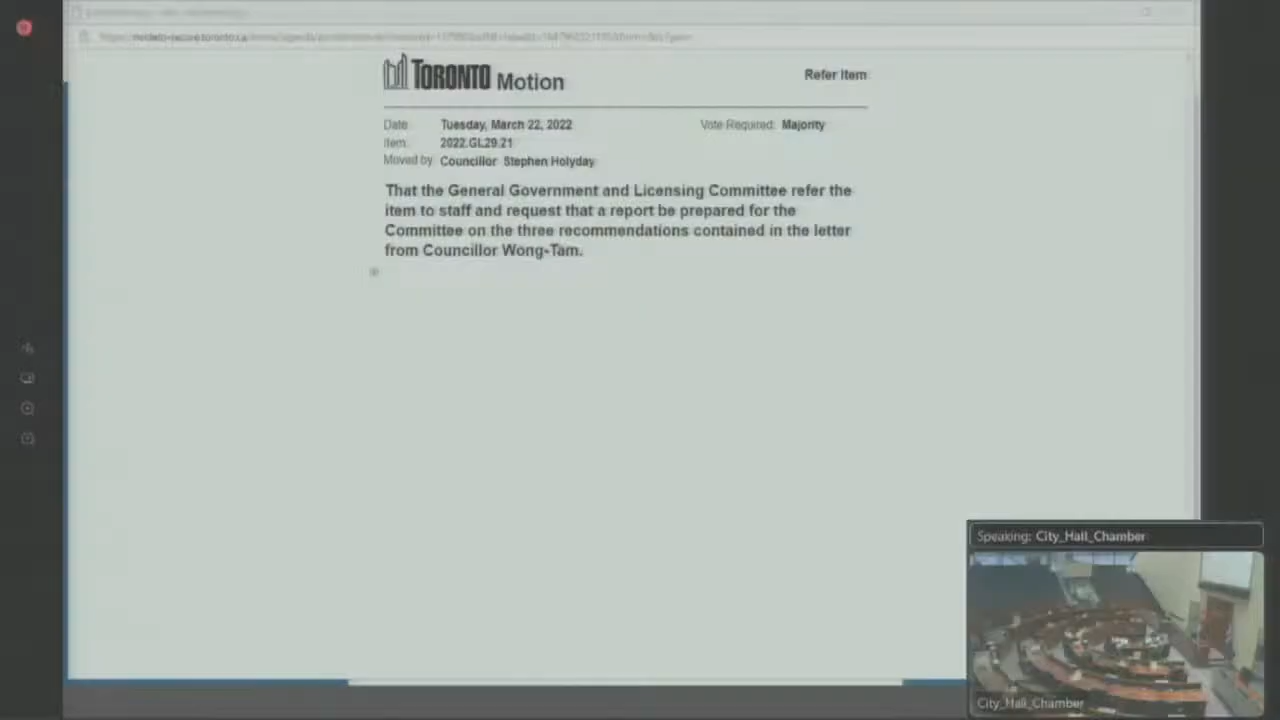 TORONTO Motion
Refer Item
Date: Tuesday, March 22, 2022
Vote Required: Majority
Item: 2022.GL29.21
Moved by: Councillor Stephen Holyday
That the General Government and Licensing Committee refer the
item to staff and request that a report be prepared for the
Committee on the three recommendations contained in the letter
from Councillor Wong-Tam.
Speaking: City_Hall_Chamber
City_Hall_Chamber